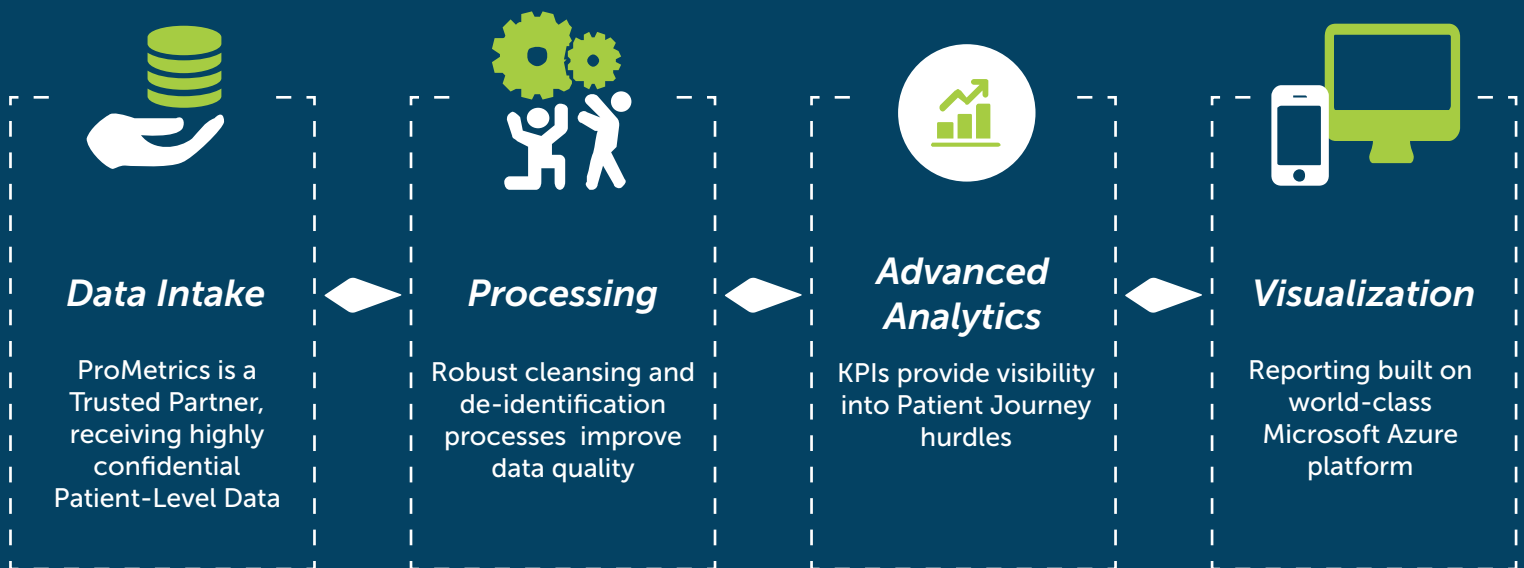 Data Intake
ProMetrics is a
Trusted Partner,
receiving highly
confidential
Patient-Level Data
Processing
Robust cleansing and
de-identification
processes  improve
data quality
Advanced
Analytics
KPIs provide visibility
into Patient Journey
hurdles
Visualization
Reporting built on
world-class
Microsoft Azure
platform